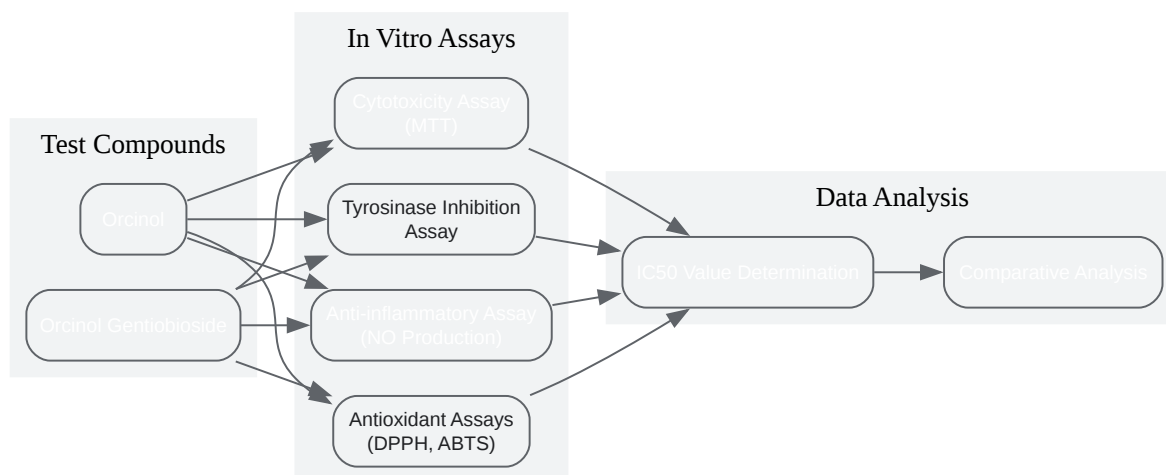 In Vitro Assays
Cytotoxicity Assay
(MTT)
Test Compounds
Orcinol
Tyrosinase Inhibition
Assay
Data Analysis
IC50 Value Determination
Comparative Analysis
Orcinol Gentiobioside
Anti-inflammatory Assay
(NO Production)
Antioxidant Assays
(DPPH, ABTS)